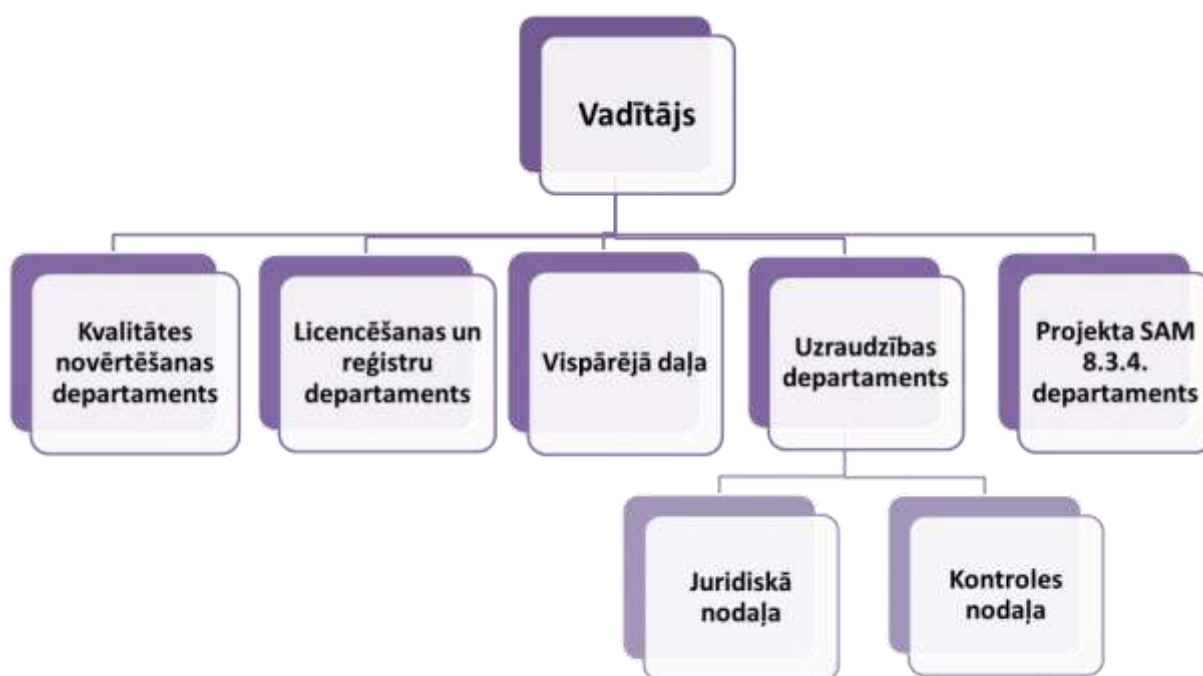 Vadītājs
Kvalitātes
novērtēšanas
departaments
Licencēšanas un
reģistru
departaments
Vispārējā daļa
Uzraudzības
departaments
Projekta SAM
8.3.4.
departaments
Juridiskā
nodaļa
Kontroles
nodaļa